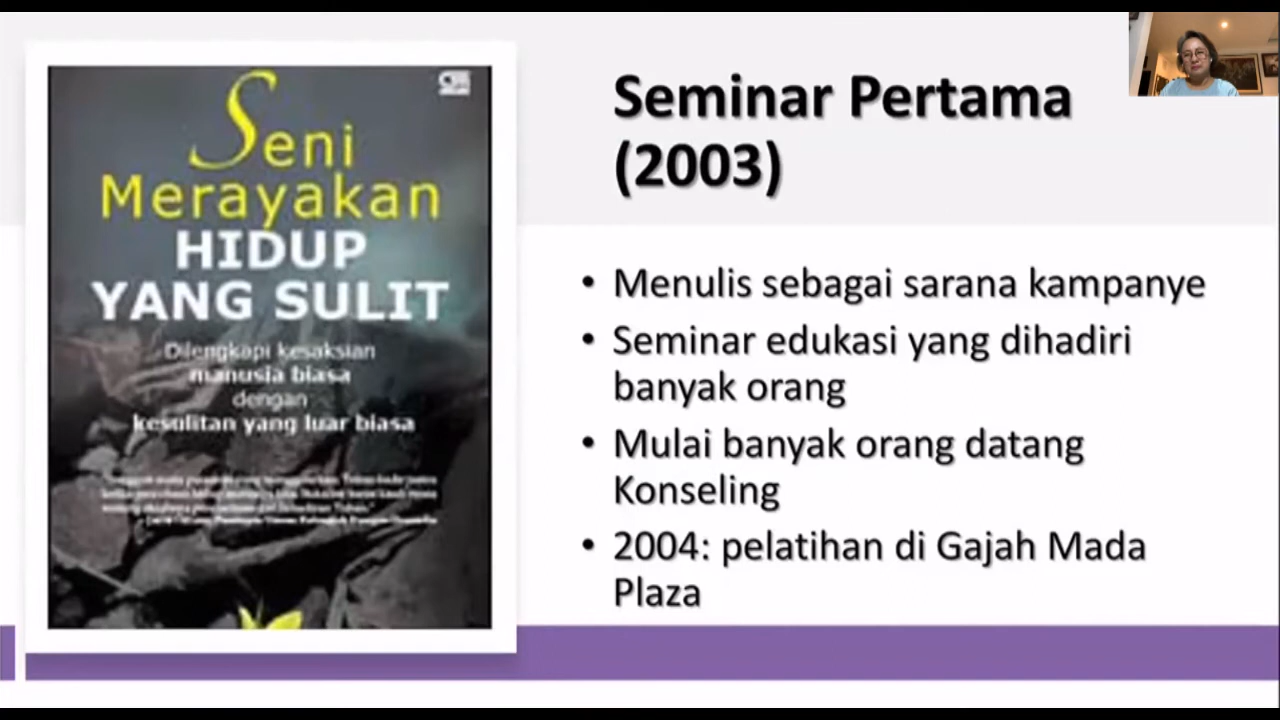 Seni
Merayakan
HIDUP
YANG SULIT
Dilengkapi kesaksian
manusia biasa
dengan
kesulitan yang luar biasa
Seminar Pertama
(2003)
• Menulis sebagai sarana kampanye
• Seminar edukasi yang dihadiri
banyak orang
• Mulai banyak orang datang
Konseling
• 2004: pelatihan di Gajah Mada
Plaza